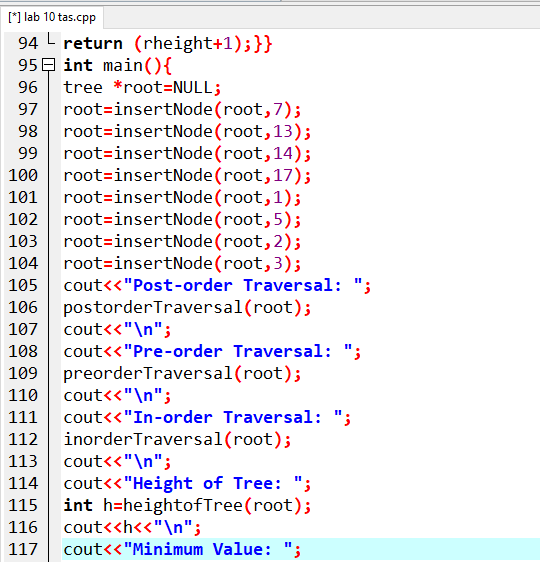 [*] lab 10 tas.cpp
94 return (rheight+1);}}
95 int main(){
96 tree *root=NULL;
97 root=insertNode(root,7);
98 root=insertNode(root,13);
99 root=insertNode(root,14);
100 root=insertNode(root,17);
101 root=insertNode(root,1);
102 root=insertNode(root,5);
103 root=insertNode(root,2);
104 root=insertNode(root,3);
105 cout<<"Post-order Traversal: ";
106 postorderTraversal(root);
107 cout<<"\n";
108 cout<<"Pre-order Traversal: ";
109 preorderTraversal(root);
110 cout<<"\n";
111 cout<<"In-order Traversal: ";
112 inorderTraversal(root);
113 cout<<"\n";
114 cout<<"Height of Tree: ";
115 int h=heightofTree(root);
116 cout<<h<<"\n";
117 cout<<"Minimum Value: ";